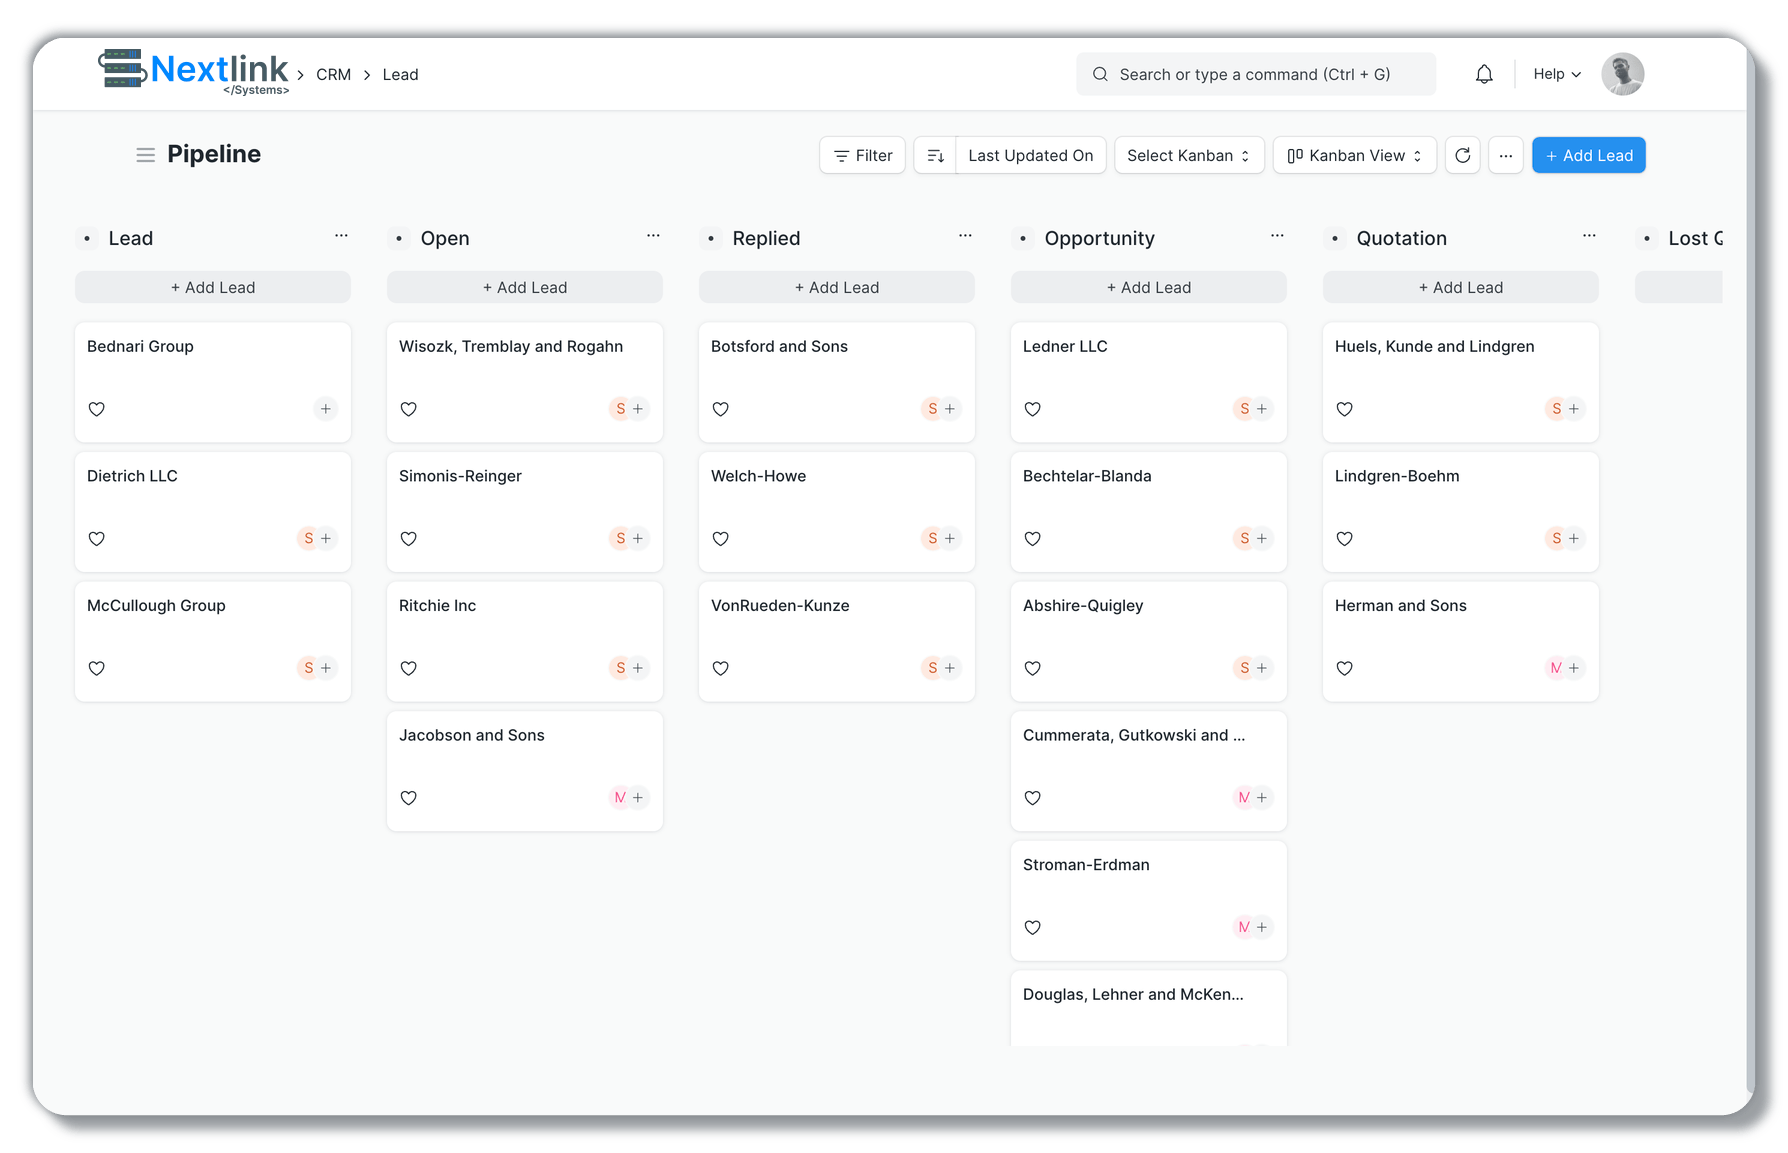 Nextlink
</Systems>
CRM
Lead
Search or type a command (Ctrl + G)
Help
Pipeline
Filter
Last Updated On
Select Kanban
Kanban View
...
+ Add Lead
Lead
...
+ Add Lead
Bednari Group
+
Dietrich LLC
S +
McCullough Group
S +
Open
...
+ Add Lead
Wisozk, Tremblay and Rogahn
S +
Simonis-Reinger
S +
Ritchie Inc
S +
Jacobson and Sons
M +
Replied
...
+ Add Lead
Botsford and Sons
S +
Welch-Howe
S +
VonRueden-Kunze
S +
Opportunity
...
+ Add Lead
Ledner LLC
S +
Bechtelar-Blanda
S +
Abshire-Quigley
S +
Cummerata, Gutkowski and ...
M +
Stroman-Erdman
M +
Douglas, Lehner and McKen...
Quotation
...
+ Add Lead
Huels, Kunde and Lindgren
S +
Lindgren-Boehm
S +
Herman and Sons
M +
Lost